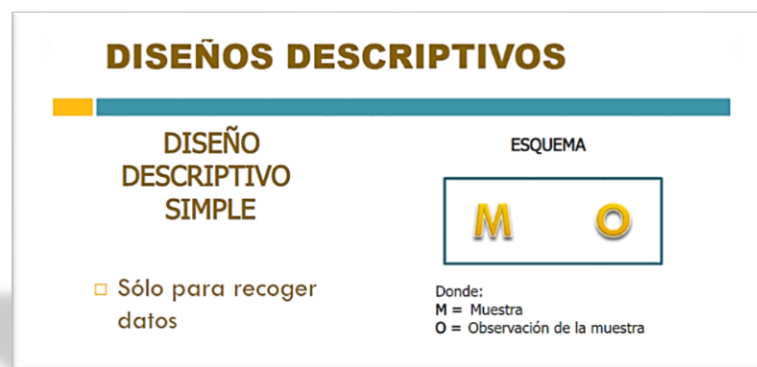 DISEÑOS DESCRIPTIVOS
DISEÑO
DESCRIPTIVO
SIMPLE
□ Sólo para recoger
datos
ESQUEMA
M O
Donde:
M = Muestra
O = Observación de la muestra